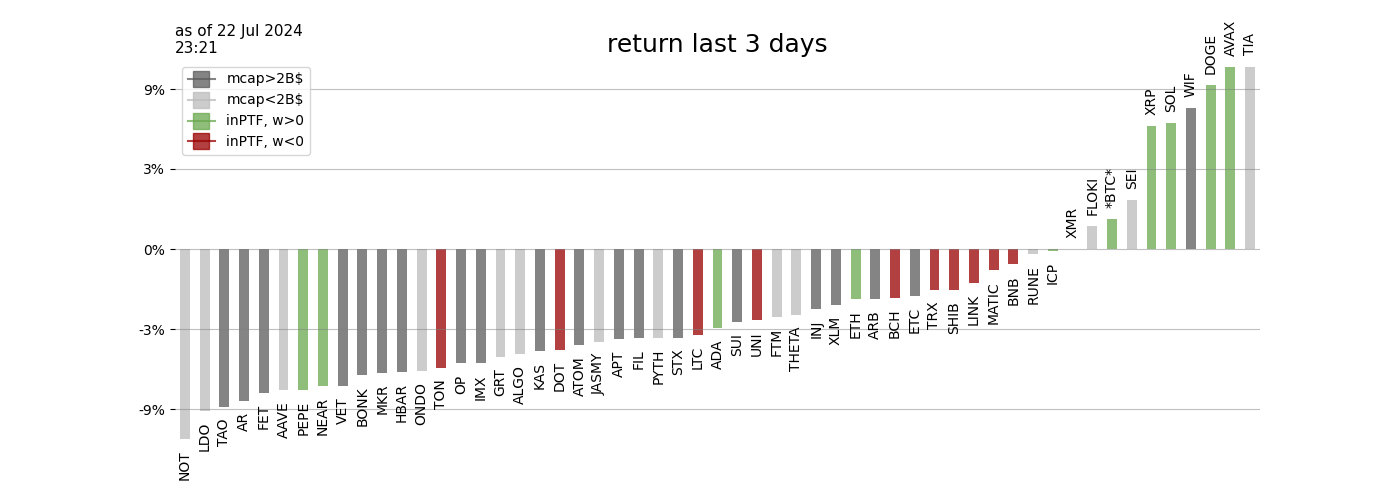 as of 22 Jul 2024
23:21
return last 3 days
mcap>2B$
mcap<2B$
inPTF, w>0
inPTF, w<0
9%
3%
0%
-3%
-9%
NOT
LDO
TAO
AR
FET
AAVE
PEPE
NEAR
VET
BONK
MKR
HBAR
ONDO
TON
OP
IMX
GRT
ALGO
KAS
DOT
ATOM
JASMY
APT
FIL
PYTH
STX
LTC
ADA
SUI
UNI
FTM
THETA
INJ
XLM
ETH
ARB
BCH
ETC
TRX
SHIB
LINK
MATIC
BNB
RUNE
ICP
XMR
FLOKI
*BTC*
SEI
XRP
SOL
WIF
DOGE
AVAX
TIA